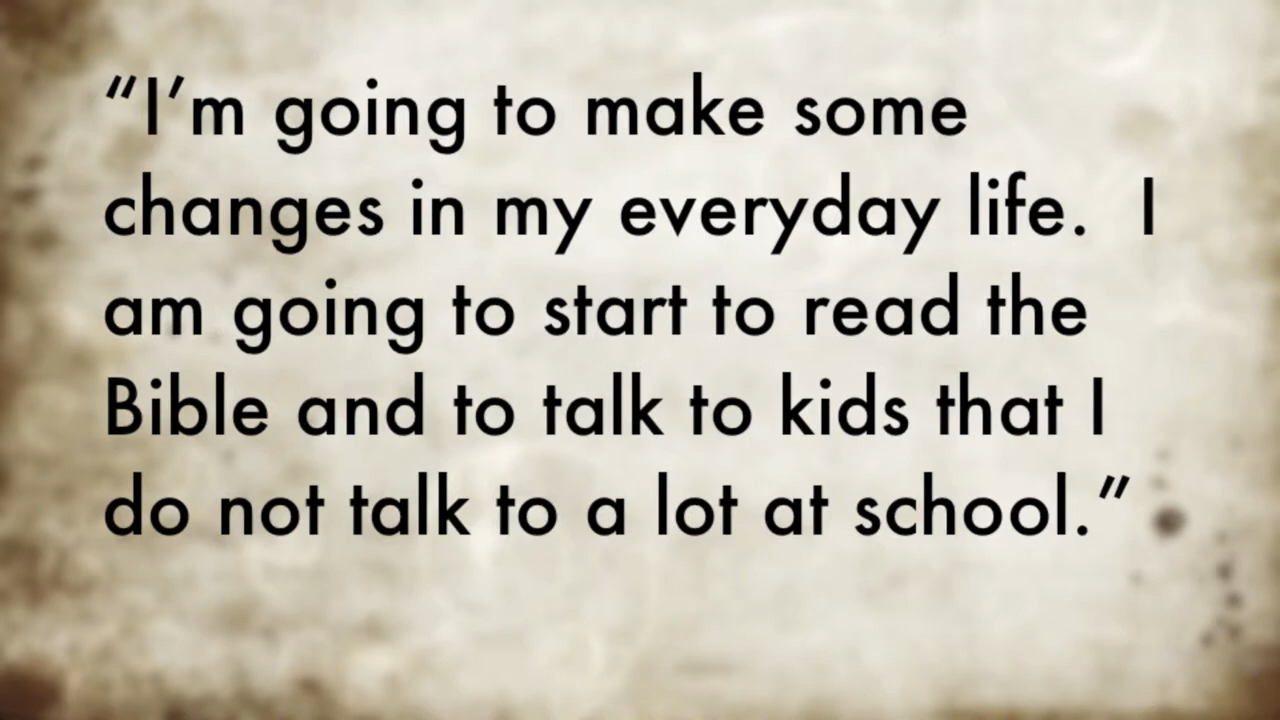 “I’m going to make some
changes in my everyday life.  I
am going to start to read the
Bible and to talk to kids that I
do not talk to a lot at school.”